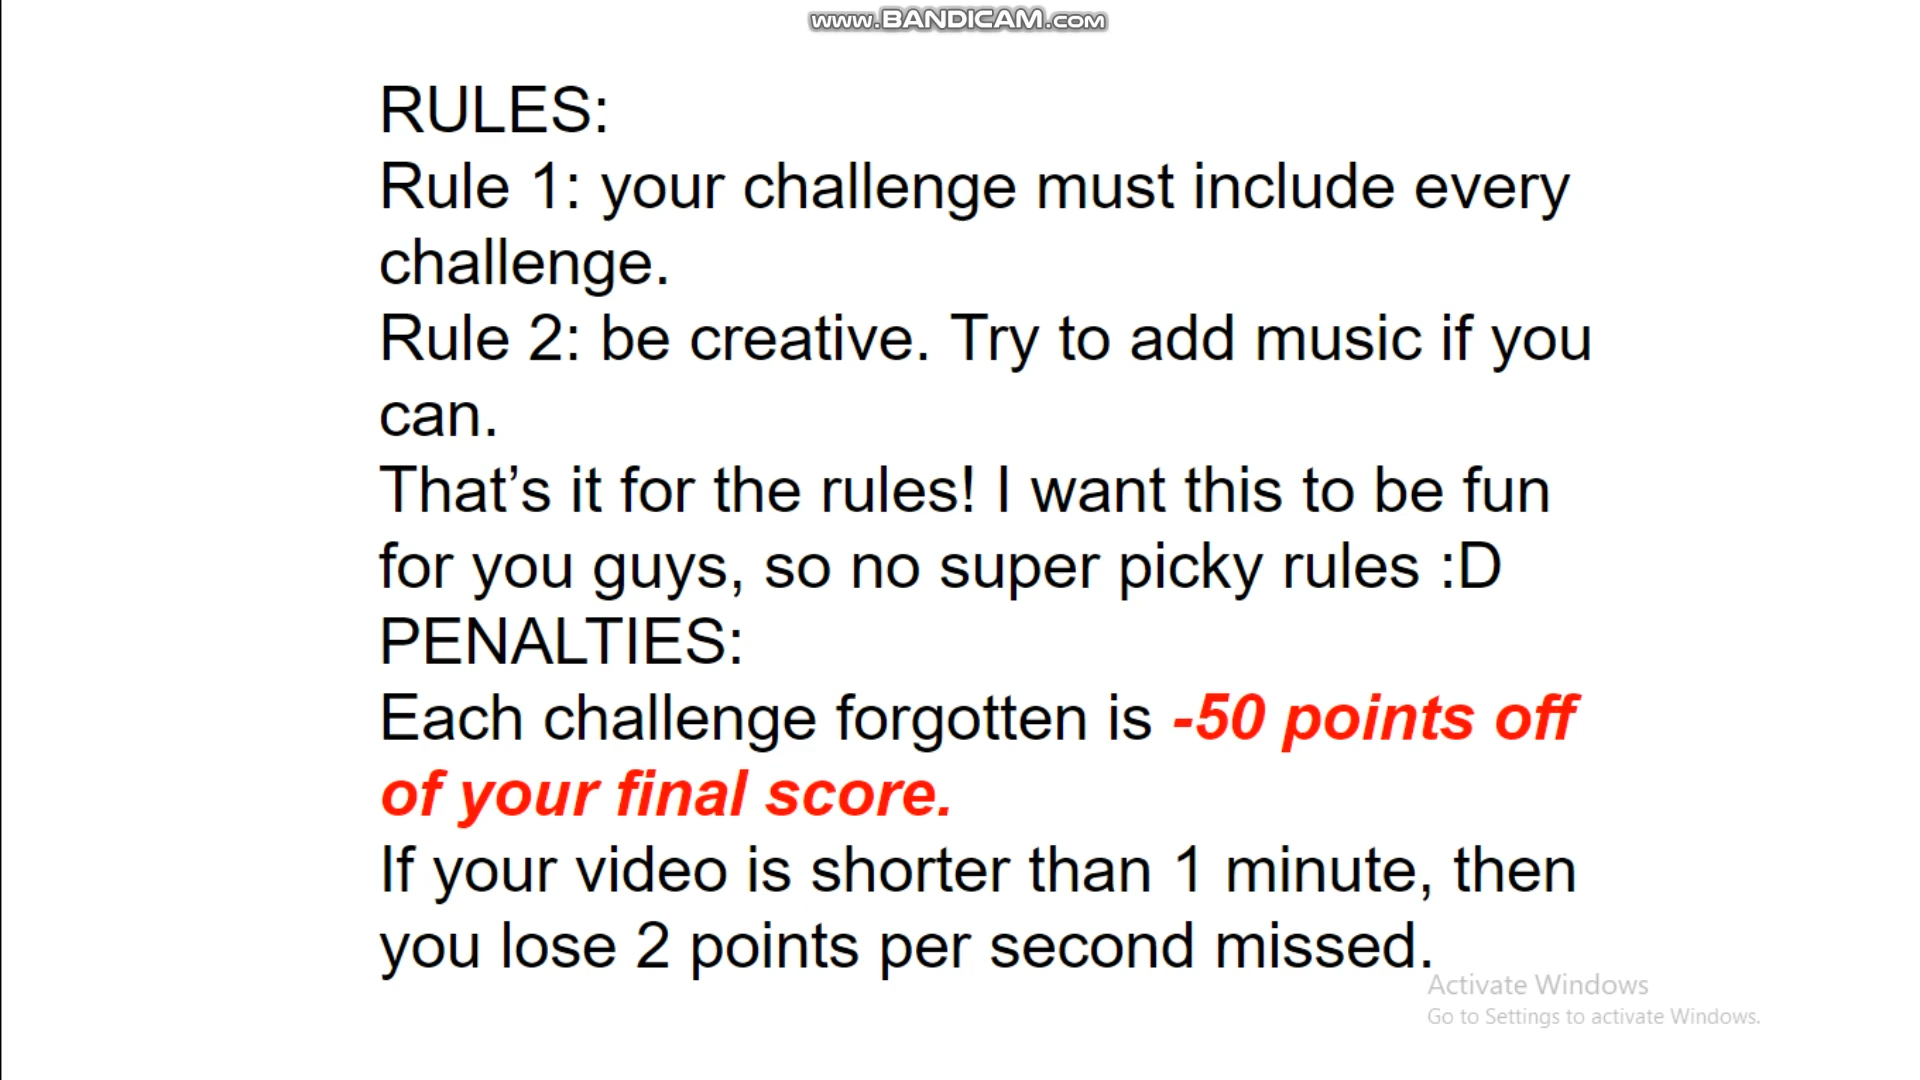 www.BANDICAM.com
RULES:
Rule 1: your challenge must include every
challenge.
Rule 2: be creative. Try to add music if you
can.
That’s it for the rules! I want this to be fun
for you guys, so no super picky rules :D
PENALTIES:
Each challenge forgotten is -50 points off
of your final score.
If your video is shorter than 1 minute, then
you lose 2 points per second missed.
Activate Windows
Go to Settings to activate Windows.